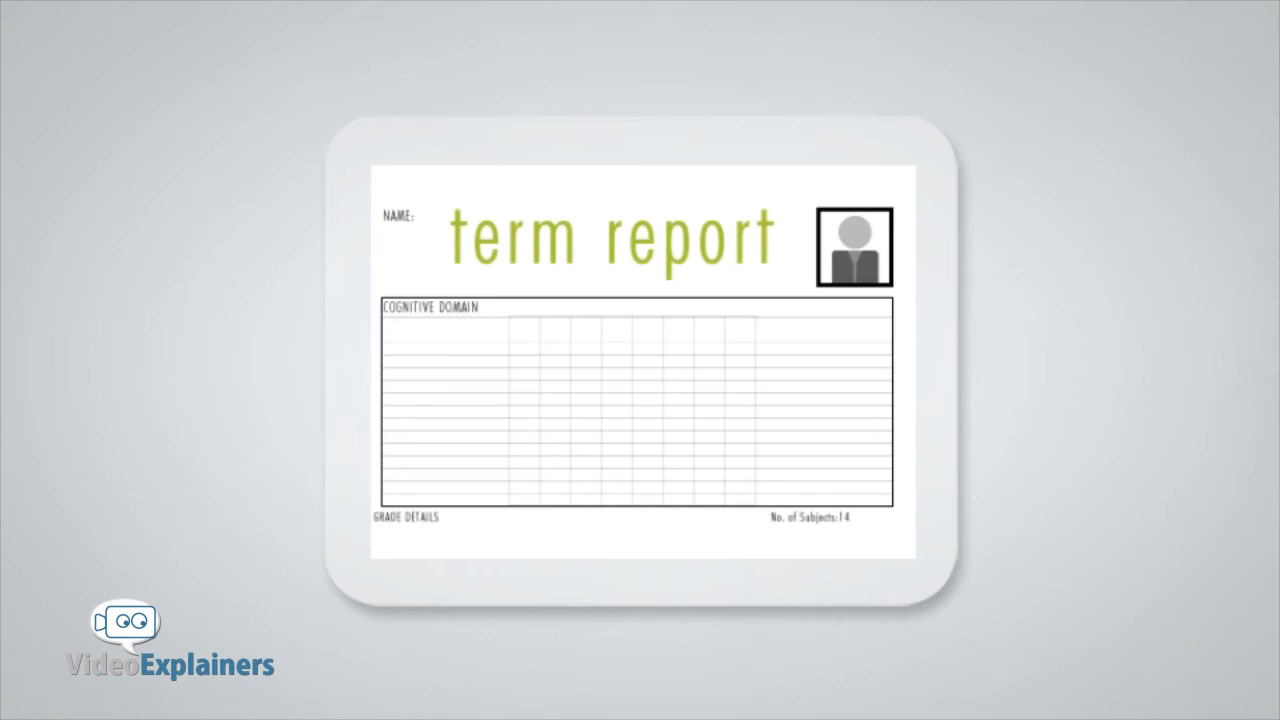 NAME:
term report
COGNITIVE DOMAIN
GRADE DETAILS
No. of Subjects:14
VideoExplainers